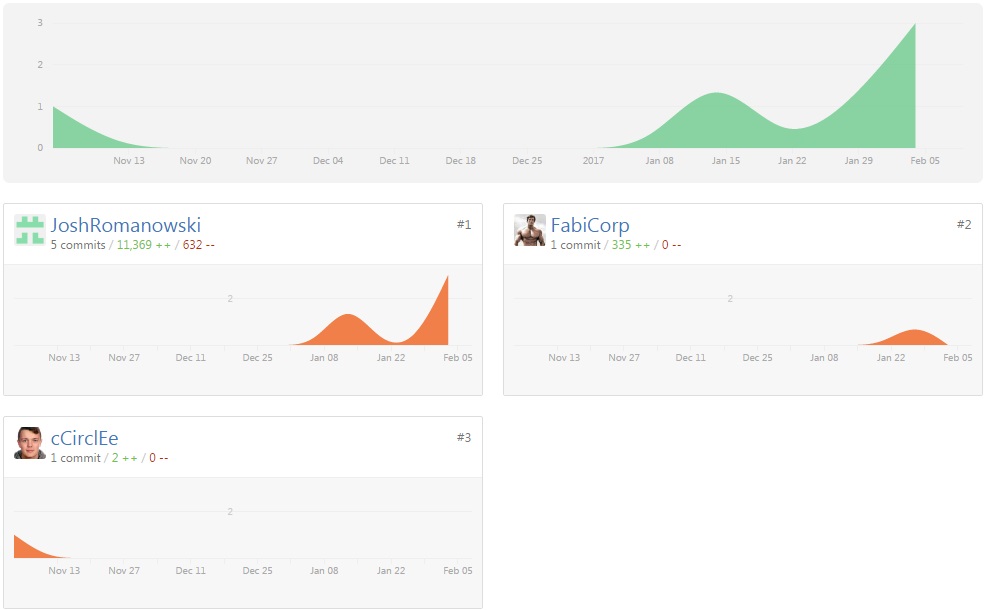 3
2
1
0
Nov 13 Nov 20 Nov 27 Dec 04 Dec 11 Dec 18 Dec 25 2017 Jan 08 Jan 15 Jan 22 Jan 29 Feb 05
JoshRomanowski #1
5 commits / 11,369 ++ / 632 --
2
Nov 13 Nov 27 Dec 11 Dec 25 Jan 08 Jan 22 Feb 05
FabiCorp #2
1 commit / 335 ++ / 0 --
2
Nov 13 Nov 27 Dec 11 Dec 25 Jan 08 Jan 22 Feb 05
cCirclEe #3
1 commit / 2 ++ / 0 --
2
Nov 13 Nov 27 Dec 11 Dec 25 Jan 08 Jan 22 Feb 05